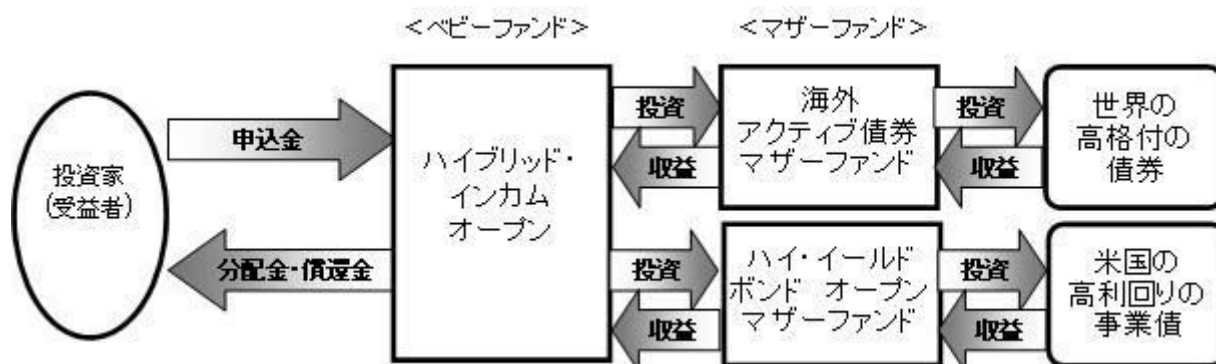 <ベビーファンド>
<マザーファンド>
投資家
(受益者)
申込金
分配金・償還金
ハイブリッド・
インカム
オープン
投資
収益
海外
アクティブ債券
マザーファンド
投資
収益
世界の
高格付の
債券
投資
収益
ハイ・イールド
ボンド オープン
マザーファンド
投資
収益
米国の
高利回りの
事業債